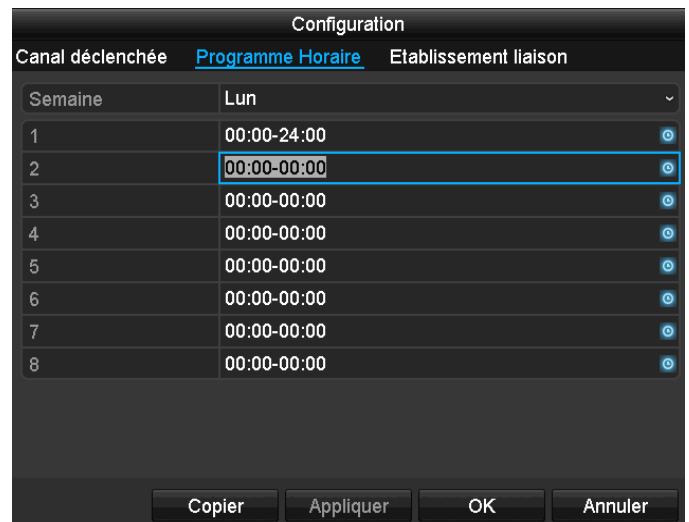 Configuration
Canal déclenchée Programme Horaire Etablissement liaison
Semaine Lun
1 00:00-24:00
2 00:00-00:00
3 00:00-00:00
4 00:00-00:00
5 00:00-00:00
6 00:00-00:00
7 00:00-00:00
8 00:00-00:00
Copier Appliquer OK Annuler